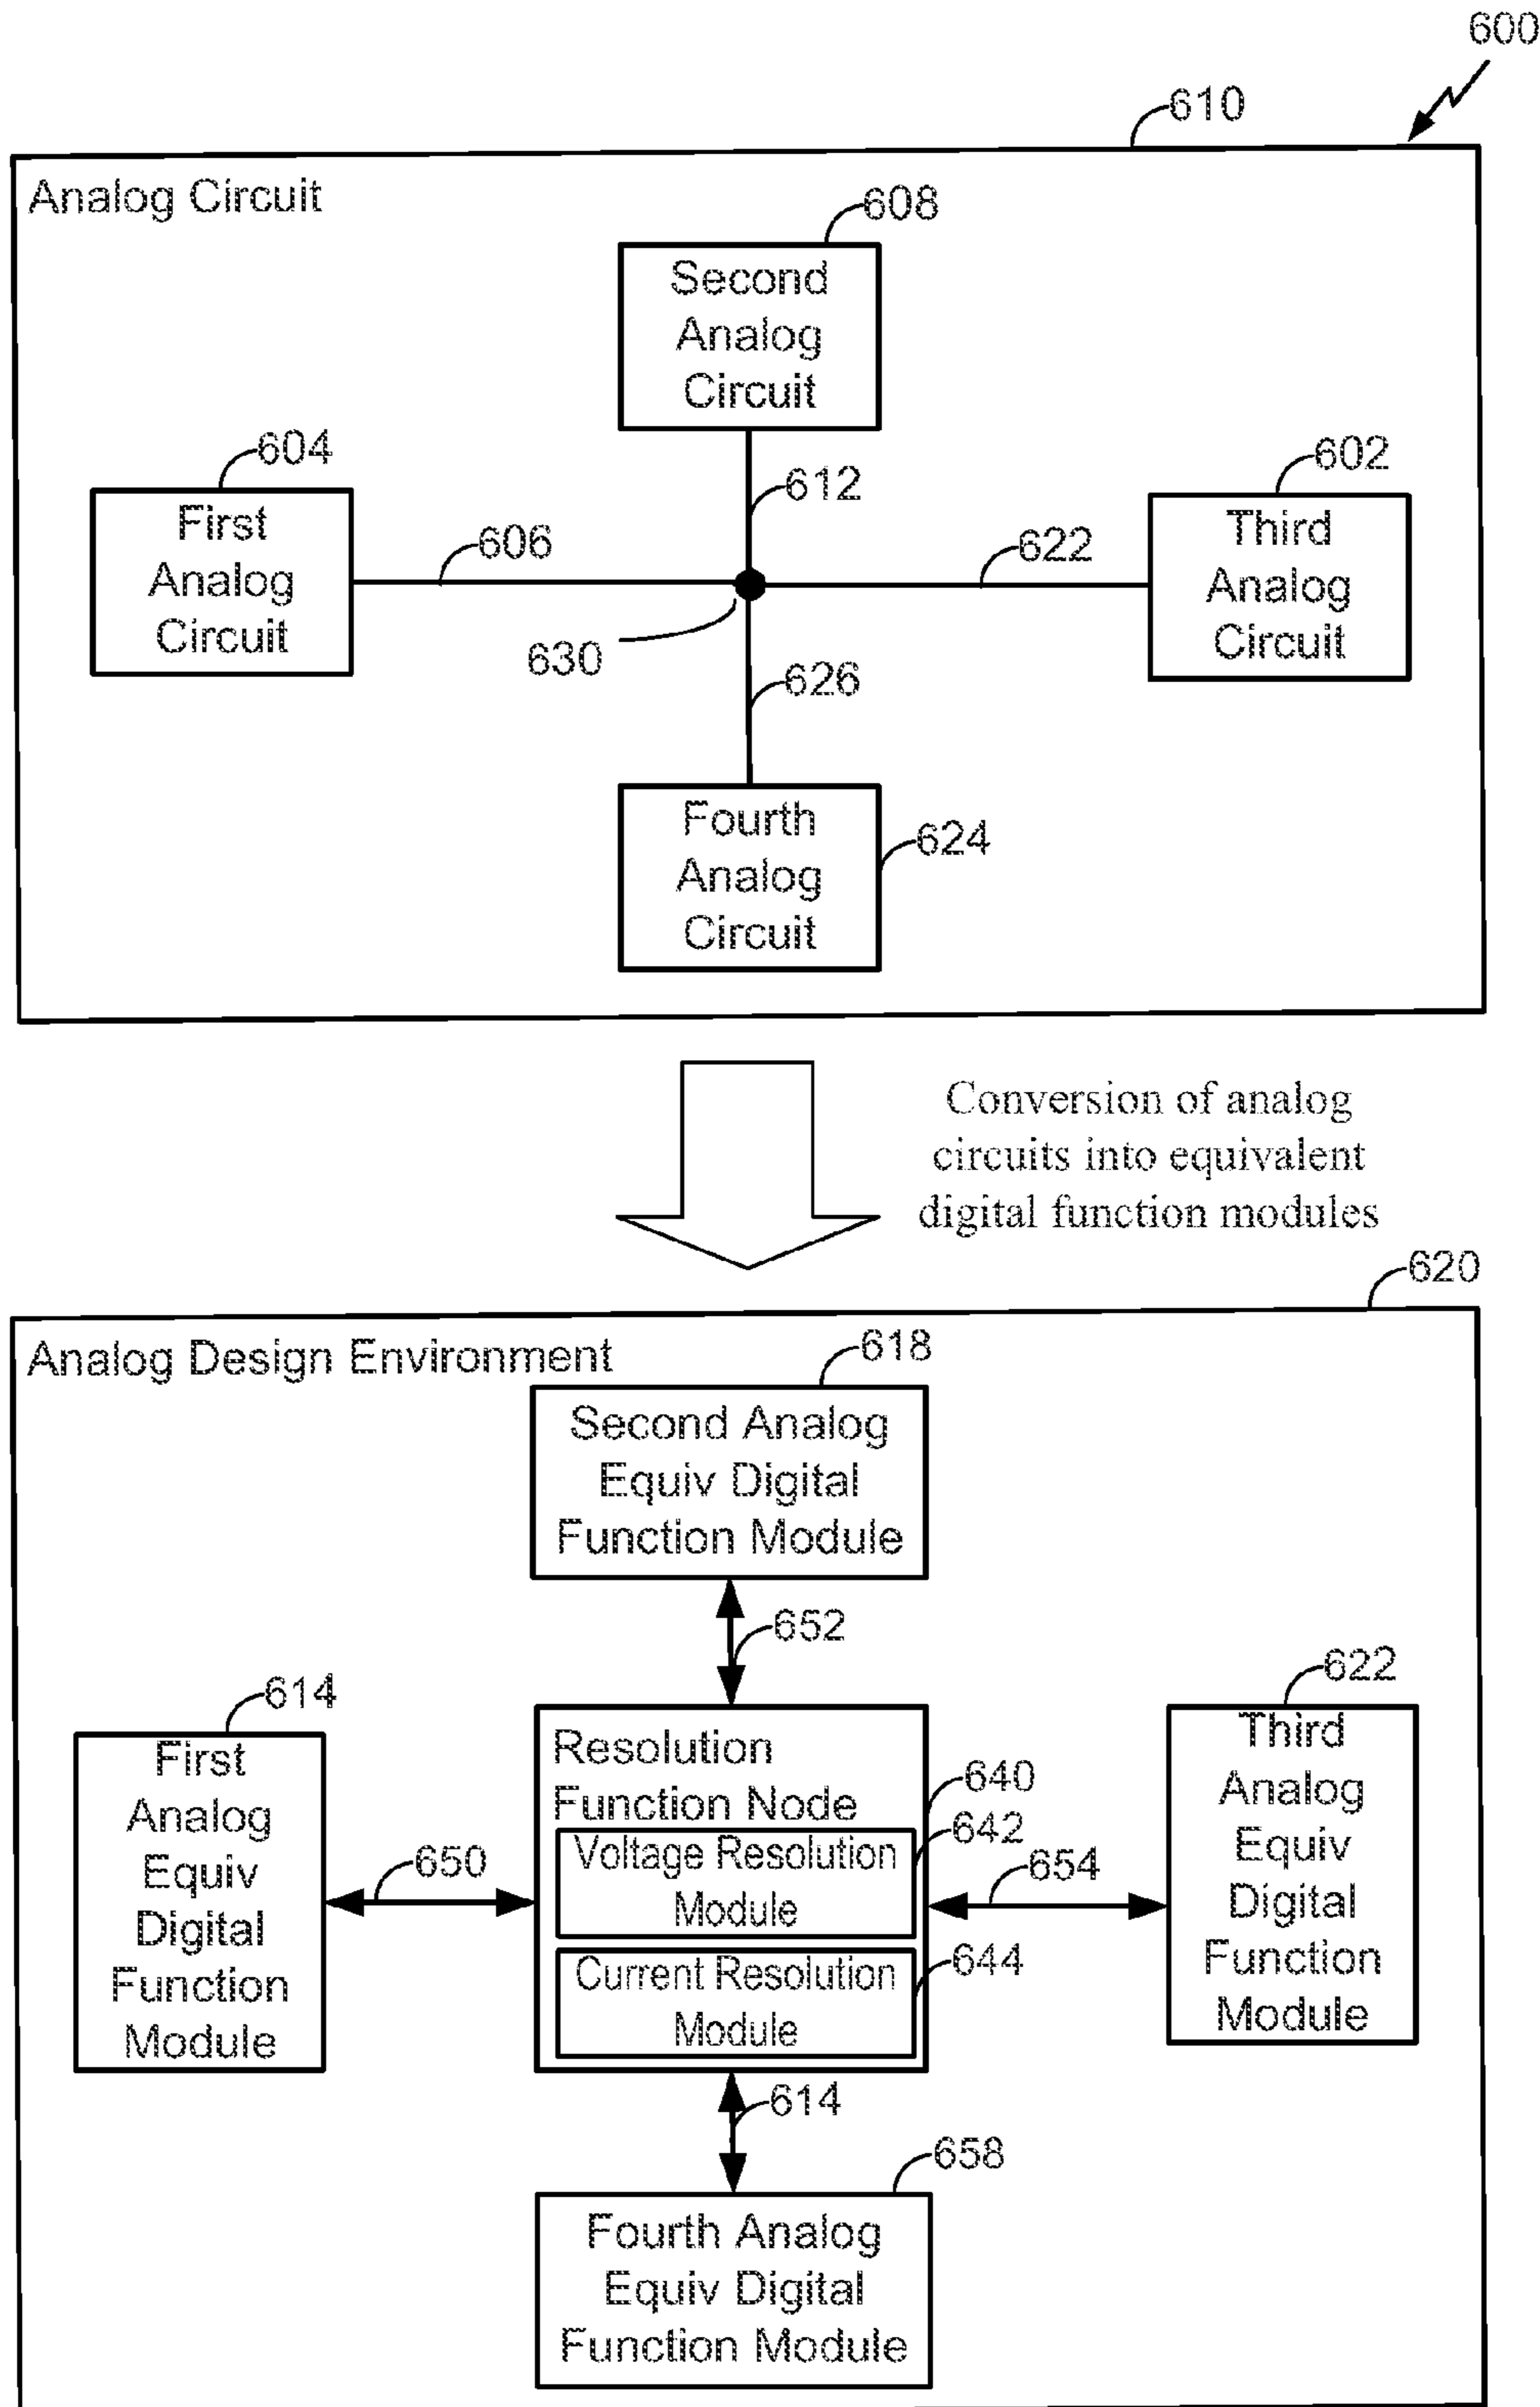 600
610
Analog Circuit
608
Second
Analog
Circuit
604
First
Analog
Circuit
606
612
622
602
Third
Analog
Circuit
630
626
Fourth
Analog
Circuit
624
Conversion of analog
circuits into equivalent
digital function modules
620
Analog Design Environment
618
Second Analog
Equiv Digital
Function Module
652
614
First
Analog
Equiv
Digital
Function
Module
650
Resolution
Function Node
640
Voltage Resolution
Module
642
Current Resolution
Module
644
654
622
Third
Analog
Equiv
Digital
Function
Module
614
658
Fourth Analog
Equiv Digital
Function Module